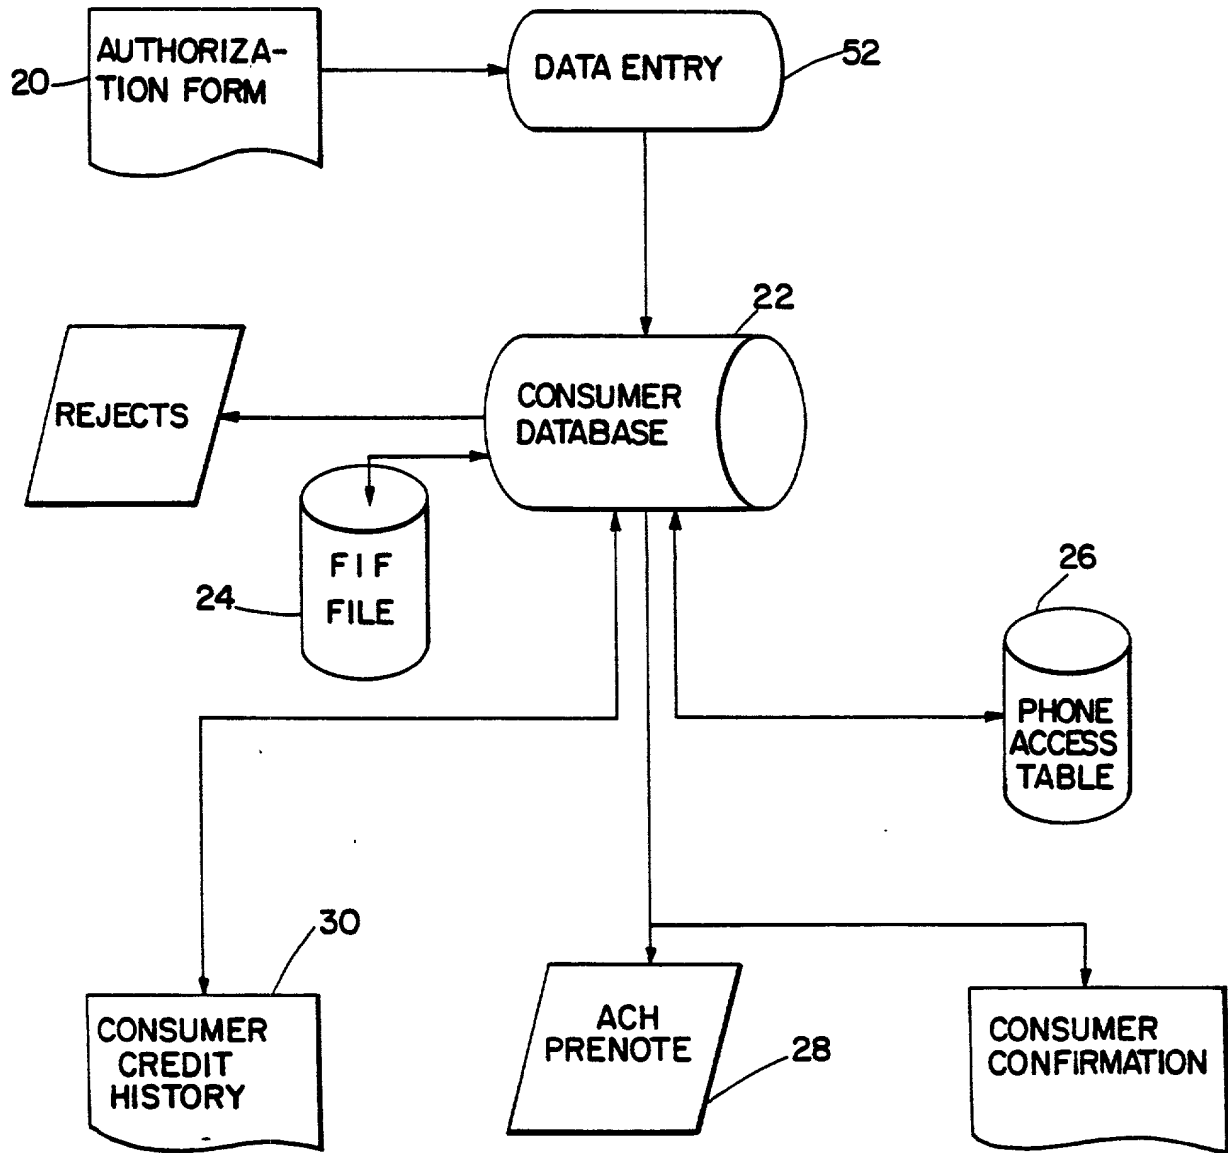 AUTHORIZA-
TION FORM
20
DATA ENTRY
52
22
CONSUMER
DATABASE
REJECTS
FIF
FILE
24
26
PHONE
ACCESS
TABLE
30
CONSUMER
CREDIT
HISTORY
ACH
PRENOTE
28
CONSUMER
CONFIRMATION